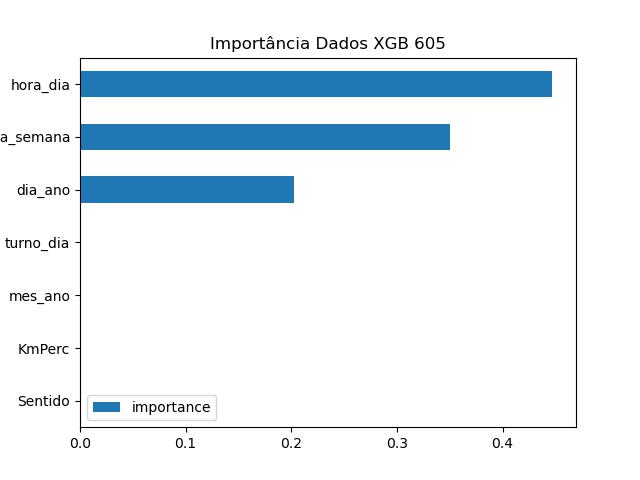 Importância Dados XGB 605
hora_dia
a_semana
dia_ano
turno_dia
mes_ano
KmPerc
Sentido
importance
0.0 0.1 0.2 0.3 0.4